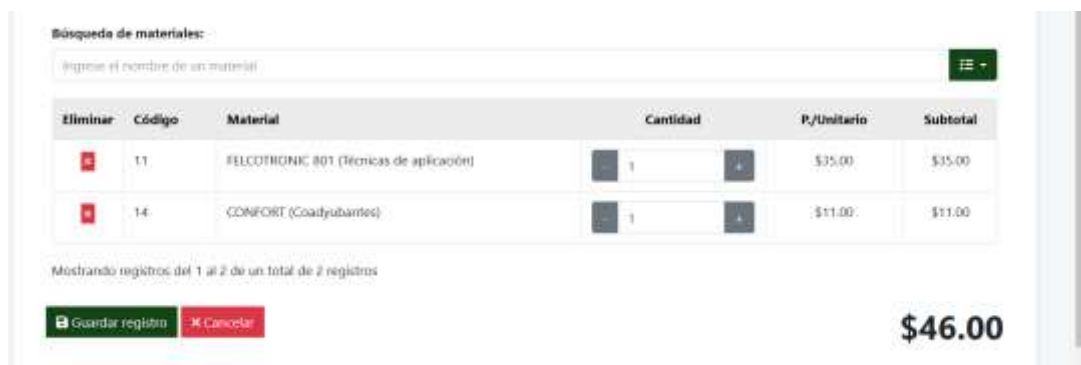 Búsqueda de materiales:
Ingrese el nombre de un material
Eliminar Código Material Cantidad P./Unitario Subtotal
11 FELCOTRONIC 801 (Técnicas de aplicación) - 1 + $35.00 $35.00
14 CONFORT (Coadyubantes) - 1 + $11.00 $11.00
Mostrando registros del 1 al 2 de un total de 2 registros
Guardar registro × Cancelar $46.00